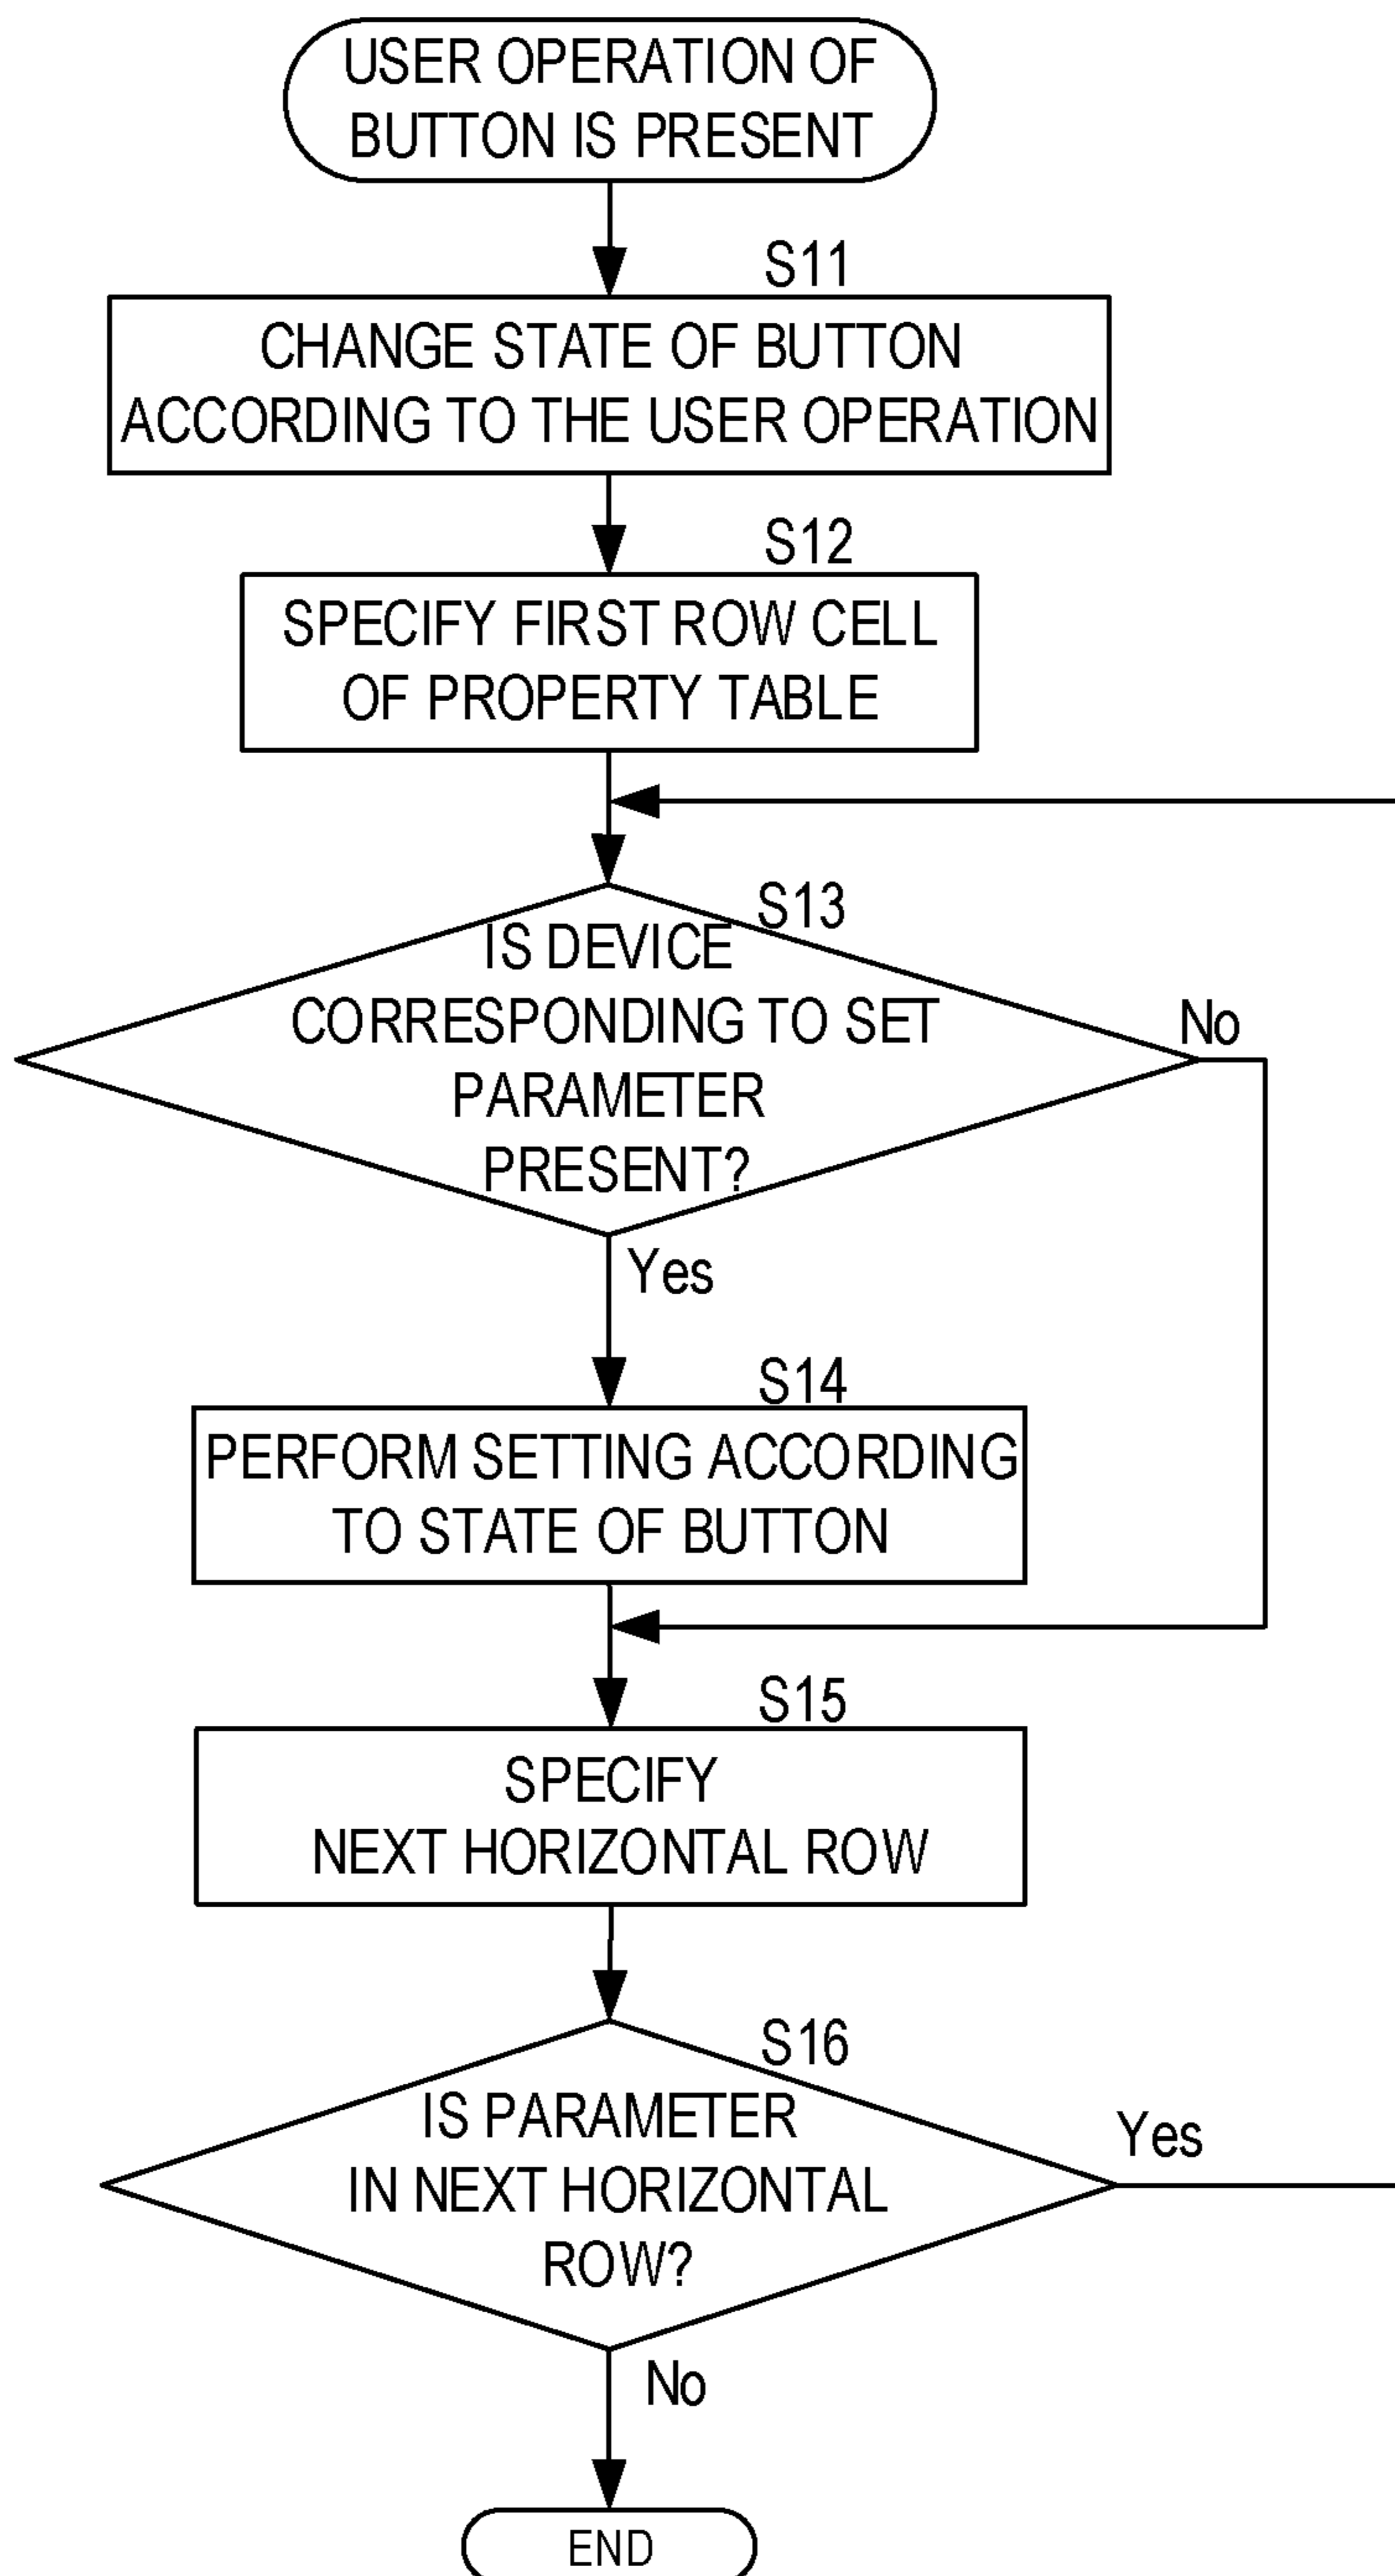 USER OPERATION OF
BUTTON IS PRESENT
S11
CHANGE STATE OF BUTTON
ACCORDING TO THE USER OPERATION
S12
SPECIFY FIRST ROW CELL
OF PROPERTY TABLE
S13
IS DEVICE
CORRESPONDING TO SET
PARAMETER
PRESENT?
No
Yes
S14
PERFORM SETTING ACCORDING
TO STATE OF BUTTON
S15
SPECIFY
NEXT HORIZONTAL ROW
S16
IS PARAMETER
IN NEXT HORIZONTAL
ROW?
Yes
No
END